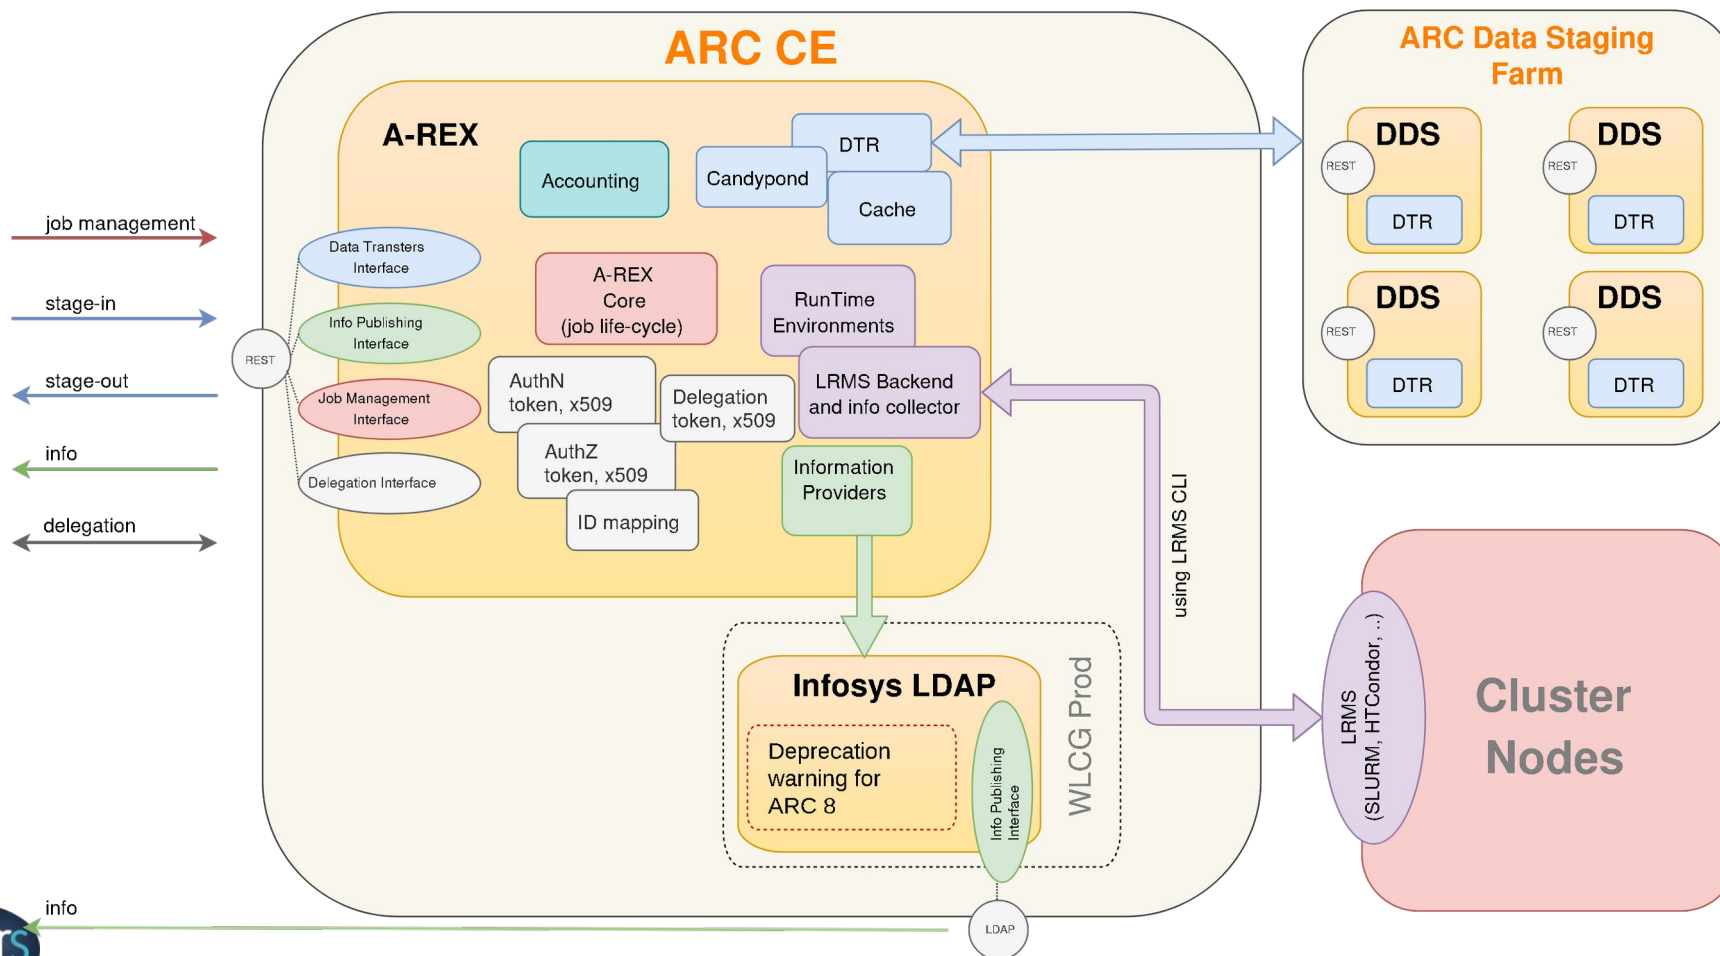 ARC CE
ARC Data Staging
Farm
A-REX
DTR
Candypond
Cache
Accounting
DDS
REST
DTR
DDS
REST
DTR
DDS
REST
DTR
DDS
REST
DTR
job management
stage-in
stage-out
info
delegation
REST
Data Transters
Interface
Info Publishing
Interface
Job Management
Interface
Delegation Interface
A-REX
Core
(job life-cycle)
RunTime
Environments
LRMS Backend
and info collector
AuthN
token, x509
Delegation
token, x509
AuthZ
token, x509
ID mapping
Information
Providers
using LRMS CLI
Infosys LDAP
Deprecation
warning for
ARC 8
Info Publishing
Interface
WLCG Prod
LRMS
(SLURM, HTCondor, ..)
Cluster
Nodes
info
LDAP
rs